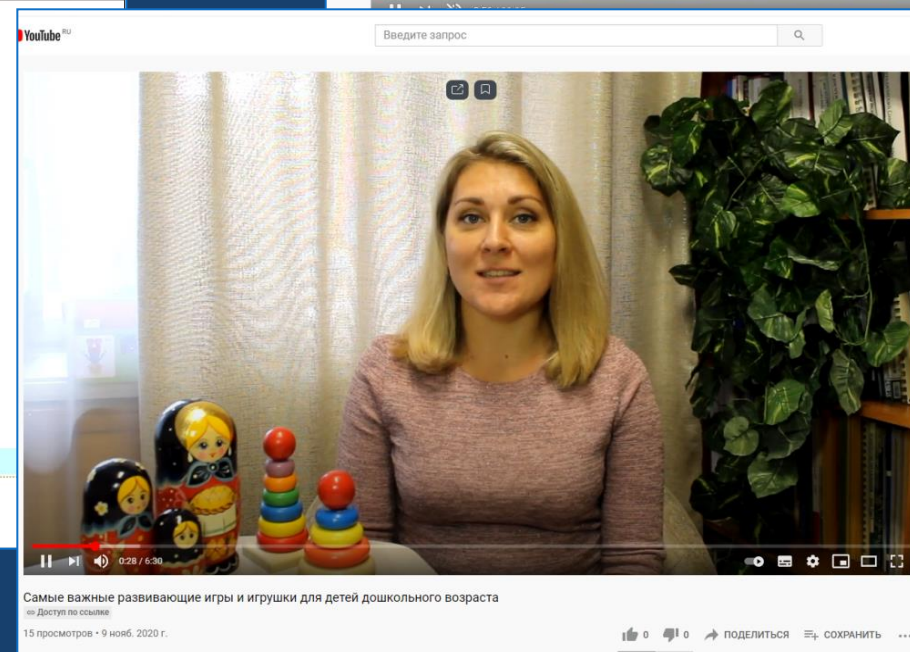 YouTube RU
Введите запрос
0:28 / 6:30
Самые важные развивающие игры и игрушки для детей дошкольного возраста
Доступ по ссылке
15 просмотров • 9 нояб. 2020 г.
0
0
ПОДЕЛИТЬСЯ
СОХРАНИТЬ